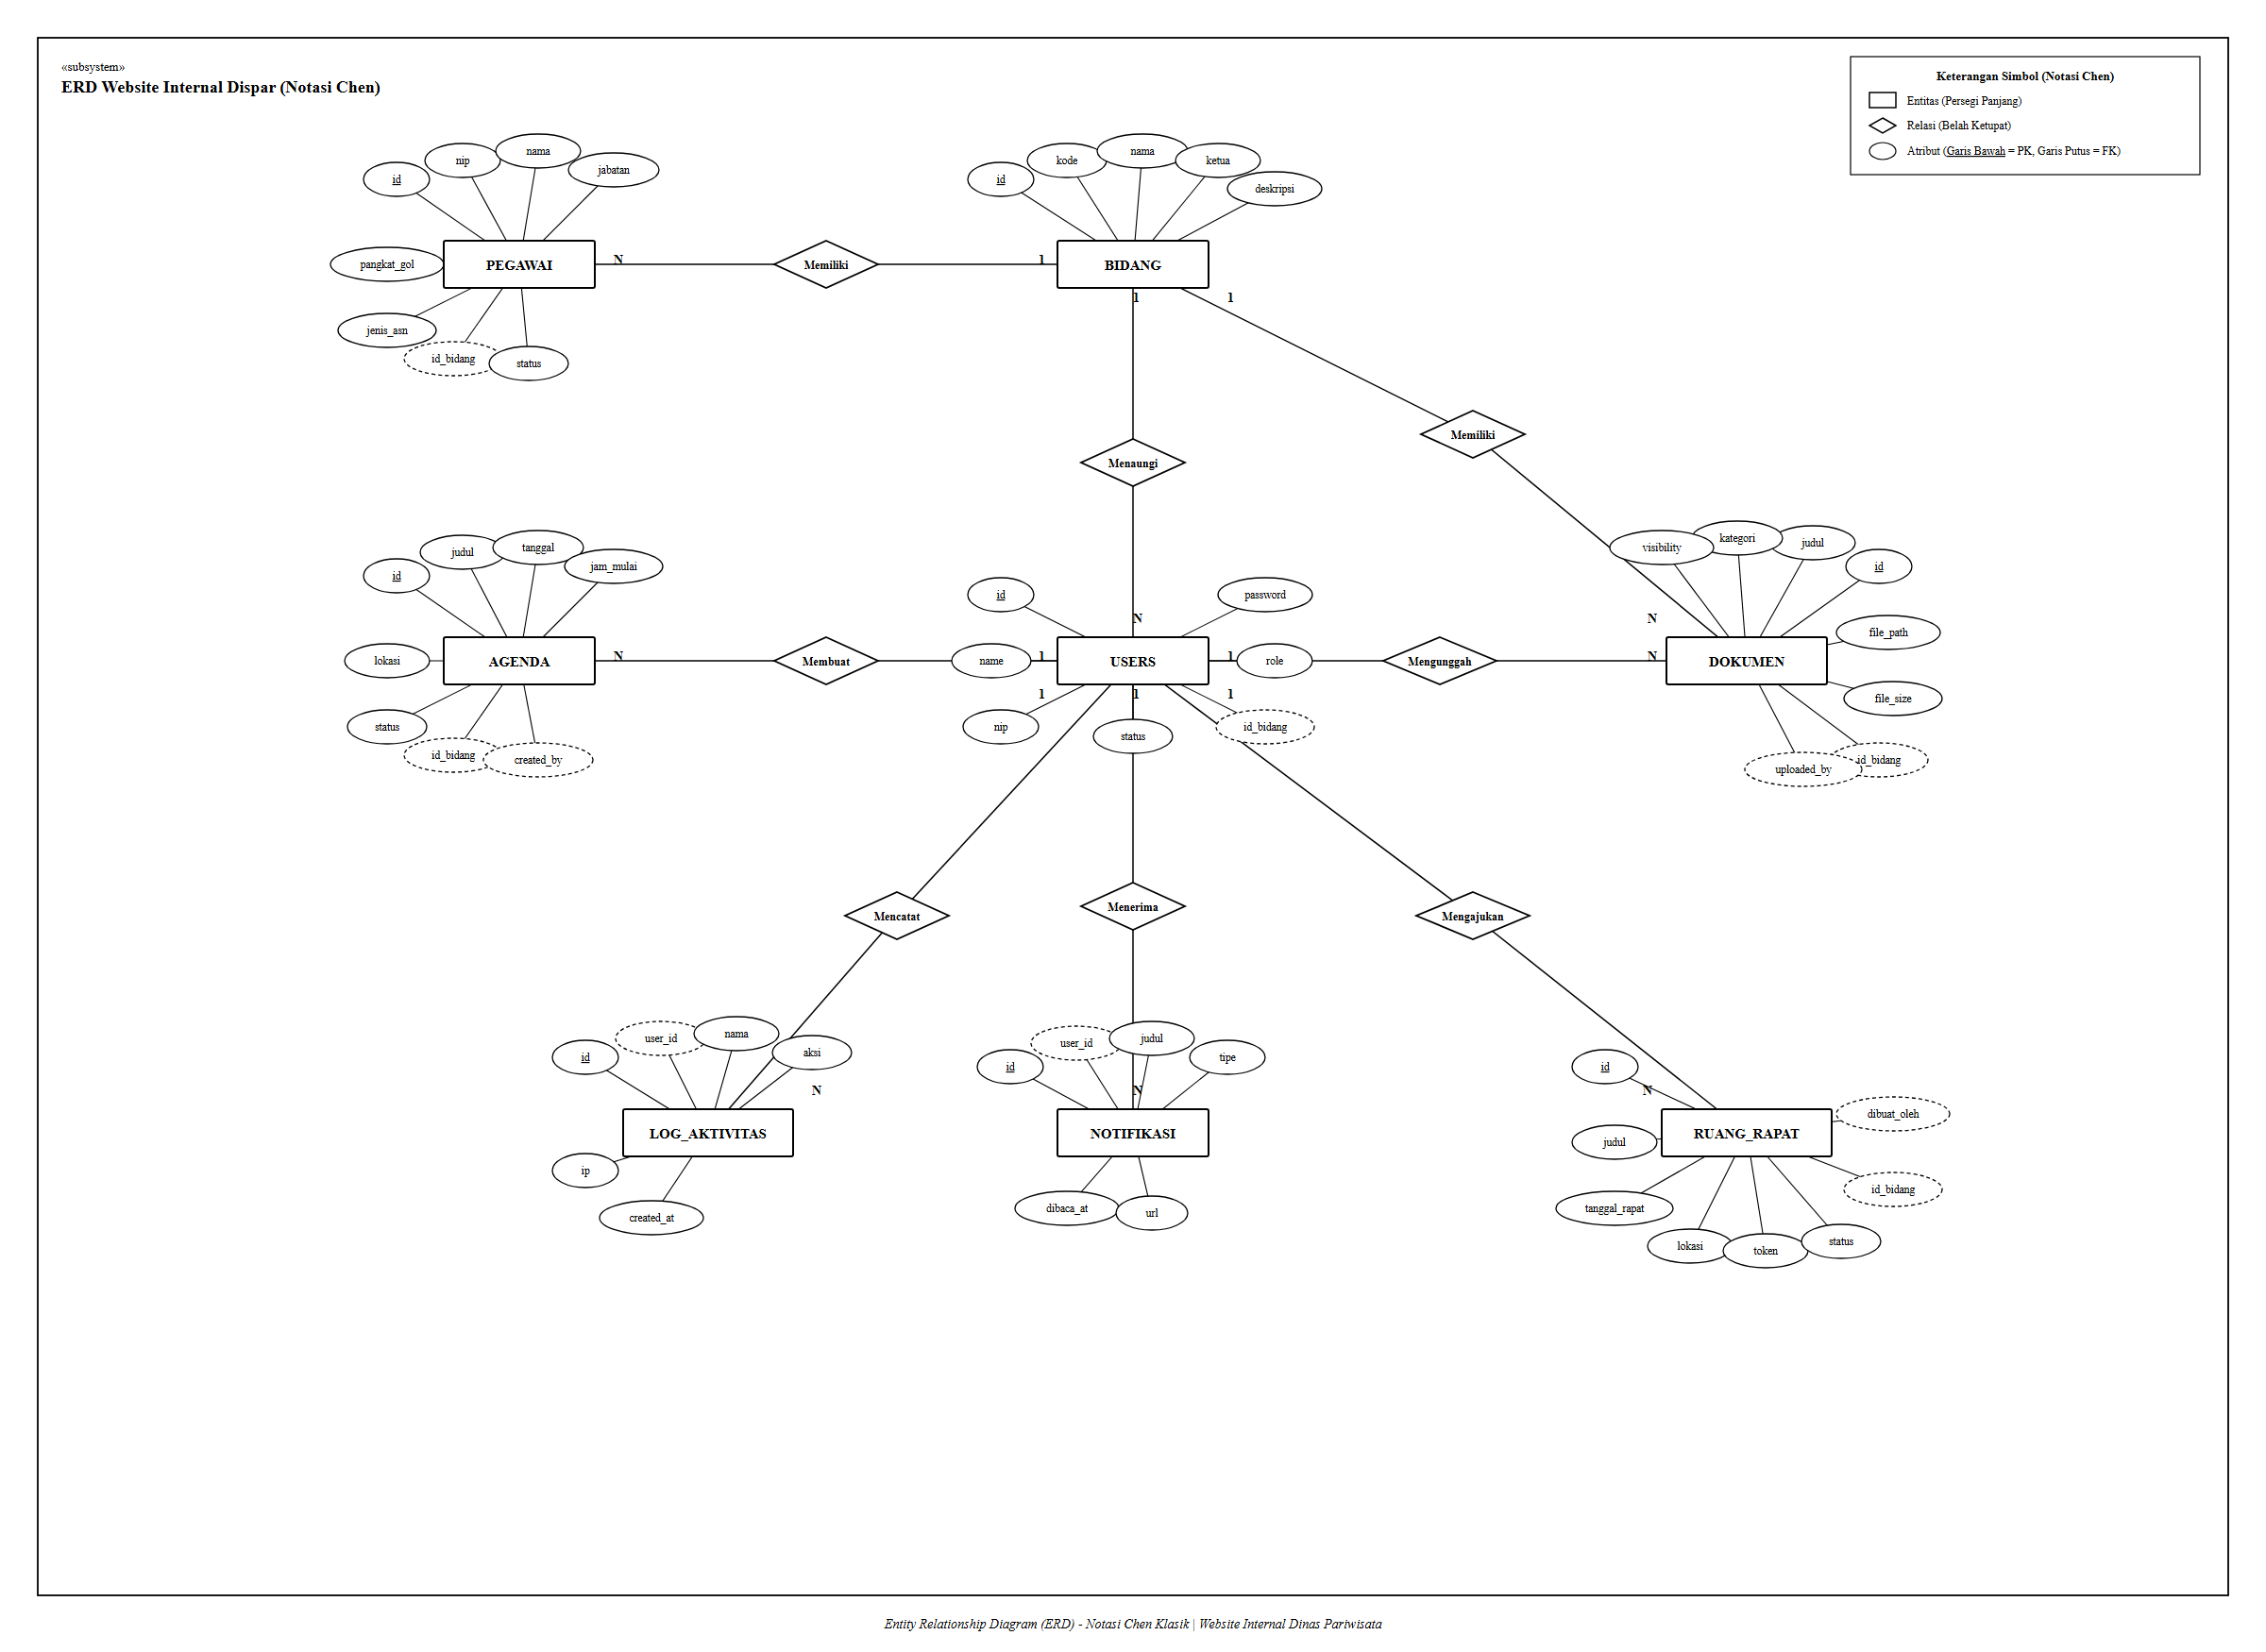 «subsystem»
ERD Website Internal Dispar (Notasi Chen)
Keterangan Simbol (Notasi Chen)
Entitas (Persegi Panjang)
Relasi (Belah Ketupat)
Atribut (Garis Bawah = PK, Garis Putus = FK)
id
nip
nama
jabatan
pangkat_gol
PEGAWAI
jenis_asn
id_bidang
status
N
Memiliki
1
id
kode
nama
ketua
deskripsi
BIDANG
1
1
Menaungi
Memiliki
id
judul
tanggal
jam_mulai
lokasi
AGENDA
status
id_bidang
created_by
N
Membuat
id
password
N
name
1
USERS
1
role
nip
1
1
1
status
id_bidang
Mengunggah
N
N
visibility
kategori
judul
id
file_path
DOKUMEN
file_size
id_bidang
uploaded_by
Mencatat
Menerima
Mengajukan
id
user_id
nama
aksi
N
LOG_AKTIVITAS
ip
created_at
id
user_id
judul
tipe
N
NOTIFIKASI
dibaca_at
url
id
N
dibuat_oleh
judul
RUANG_RAPAT
id_bidang
tanggal_rapat
lokasi
token
status
Entity Relationship Diagram (ERD) - Notasi Chen Klasik | Website Internal Dinas Pariwisata